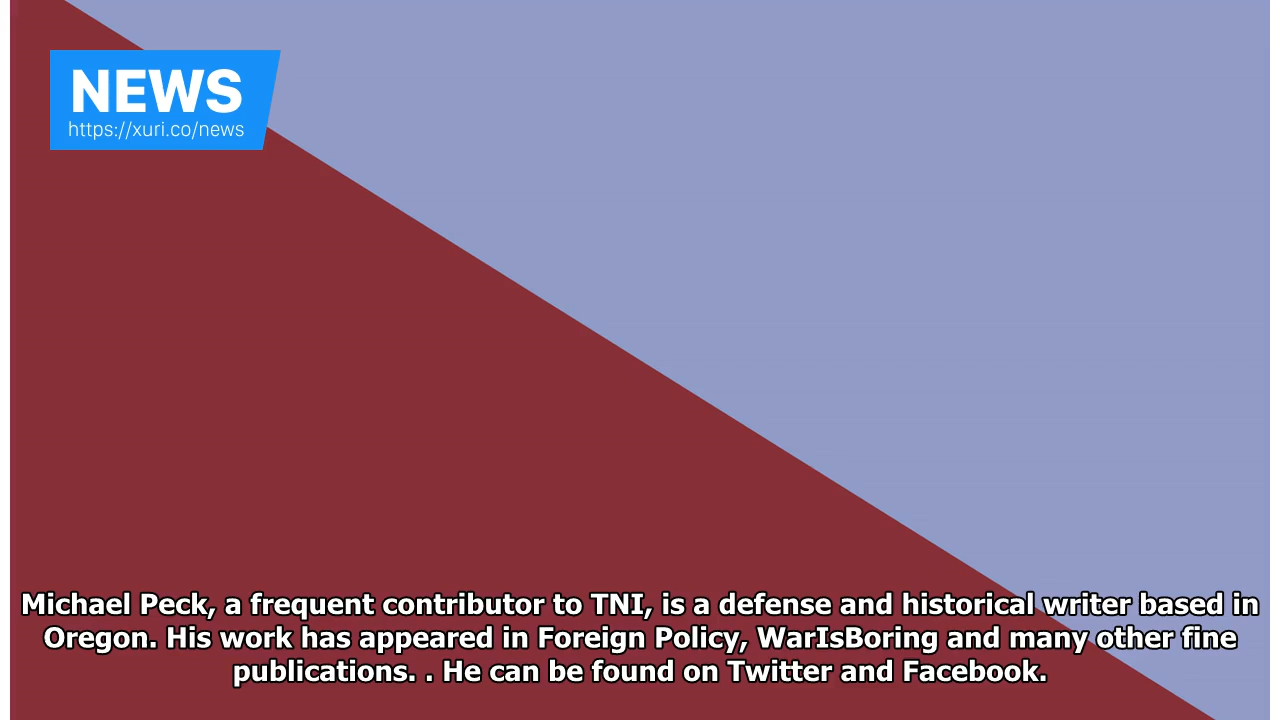 NEWS
https://xuri.co/news
Michael Peck, a frequent contributor to TNI, is a defense and historical writer based in
Oregon. His work has appeared in Foreign Policy, WarIsBoring and many other fine
publications. . He can be found on Twitter and Facebook.